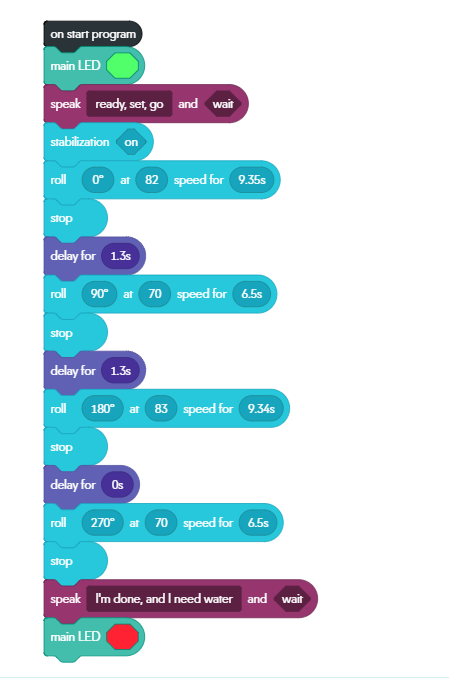 on start program
main LED
speak ready, set, go and wait
stabilization on
roll 0° at 82 speed for 9.35s
stop
delay for 1.3s
roll 90° at 70 speed for 6.5s
stop
delay for 1.3s
roll 180° at 83 speed for 9.34s
stop
delay for 0s
roll 270° at 70 speed for 6.5s
stop
speak I'm done, and I need water and wait
main LED